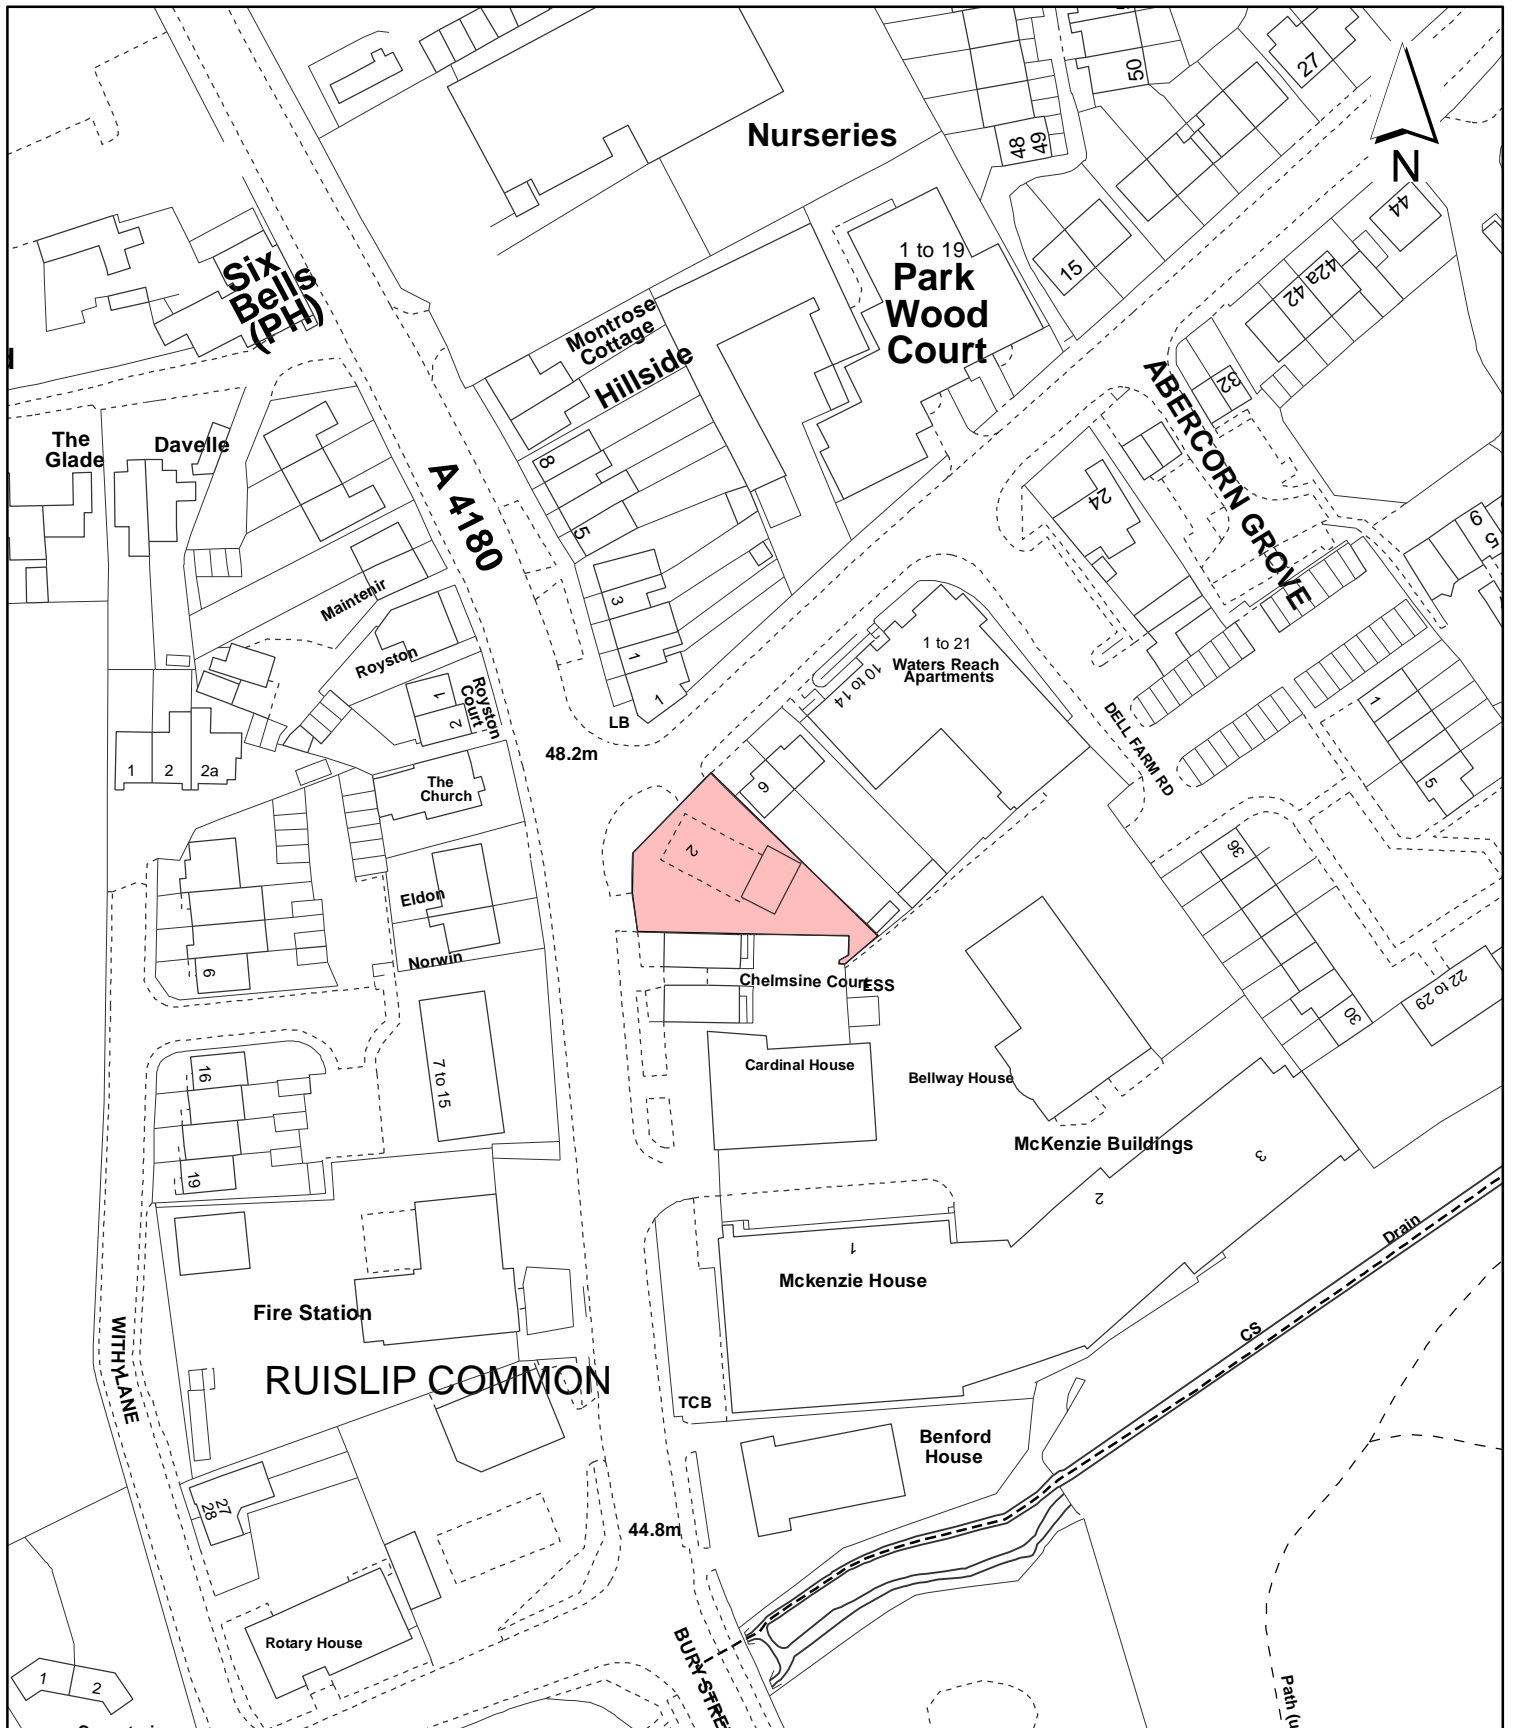 50
27
48
49
Nurseries
N
44
15
1 to 19
Park
Wood
Court
42a
42
Six
Bells
(PH)
Montrose
Cottage
Hillside
32
ABERCORN GROVE
The
Glade
Davelle
8
A 4180
5
24
9
5
Maintenir
3
Royston
1
1
1 to 21
Waters Reach
Apartments
10 to 14
1
2
Royston
Court
LB
48.2m
DELL FARM RD
1
5
1
2
2a
The
Church
6
2
36
Eldon
Norwin
6
Chelmsine Court
ESS
22 to 29
30
16
7 to 15
Cardinal House
Bellway House
McKenzie Buildings
3
2
19
1
Mckenzie House
Drain
Fire Station
WITHY LANE
CS
RUISLIP COMMON
TCB
Benford
House
27
28
44.8m
Rotary House
BURY STRE
1
2
Path (u